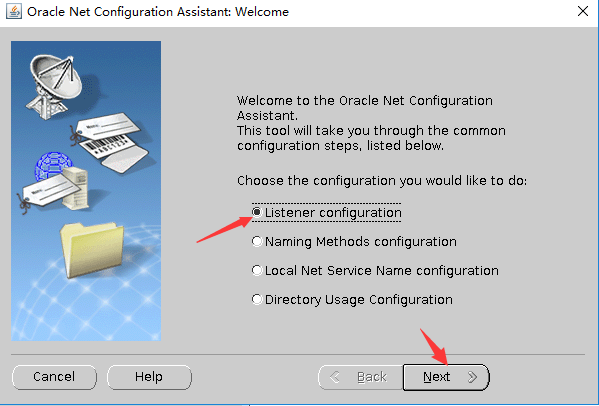 Oracle Net Configuration Assistant: Welcome
Welcome to the Oracle Net Configuration
Assistant.
This tool will take you through the common
configuration steps, listed below.
Choose the configuration you would like to do:
Listener configuration
Naming Methods configuration
Local Net Service Name configuration
Directory Usage Configuration
Cancel
Help
Back
Next